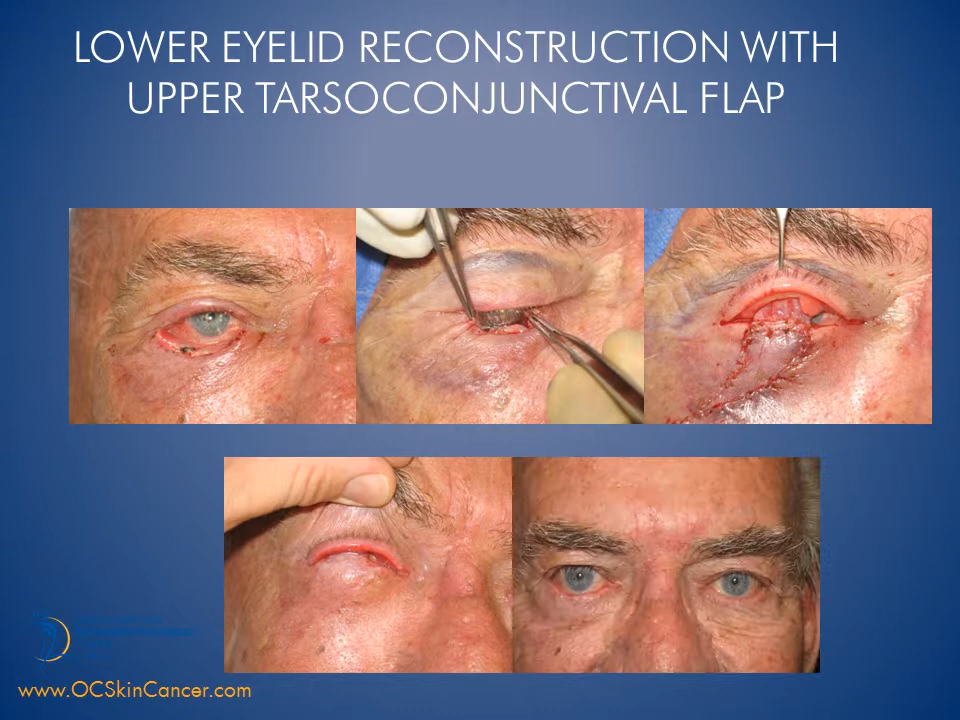 LOWER EYELID RECONSTRUCTION WITH
UPPER TARSOCONJUNCTIVAL FLAP
www.OCSkinCancer.com